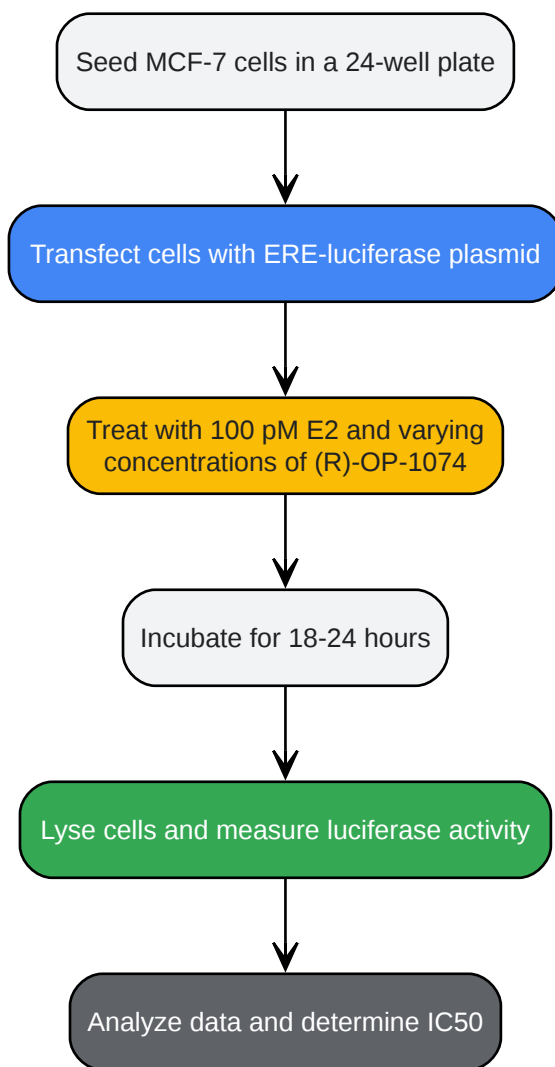 Seed MCF-7 cells in a 24-well plate
Transfect cells with ERE-luciferase plasmid
Treat with 100 pM E2 and varying
concentrations of (R)-OP-1074
Incubate for 18-24 hours
Lyse cells and measure luciferase activity
Analyze data and determine IC50